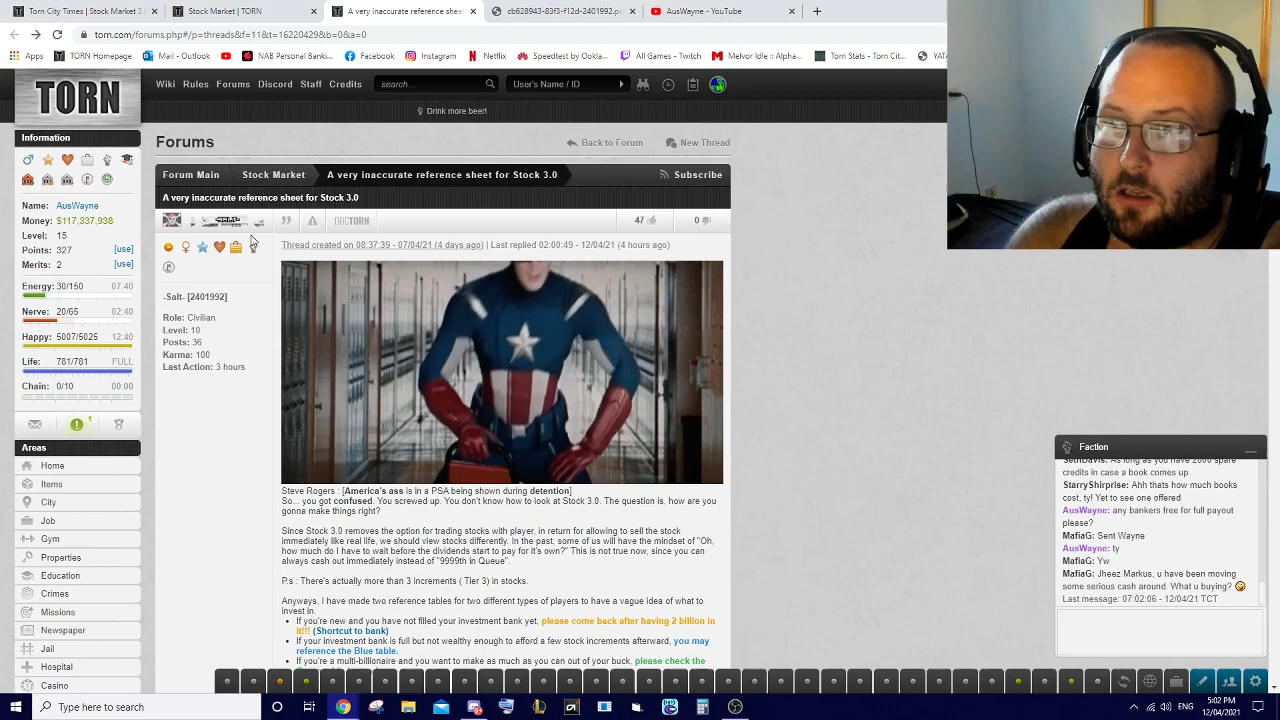 Torn City Times | Stock Market 3
Stock Market | TORN
A very inaccurate reference shee
cb628943-83f3-f12d-2401992.pn
AusWayne - YouTube
torn.com/forums.php#/p=threads&f=11&t=16220429&b=0&a=0
Apps
TORN Homepage
Mail - Outlook
NAB Personal Bankin...
Facebook
Instagram
Netflix
Speedtest by Ookla...
All Games - Twitch
Melvor Idle :: Alpha...
Torn Stats - Torn Cit...
YATA
TORN
Wiki Rules Forums Discord Staff Credits
search...
User's Name / ID
Drink more beer!
Information
Name: AusWayne
Money: $117,337,938
Level: 15
Points: 327 [use]
Merits: 2 [use]
Energy: 30/150 07:40
Nerve: 20/65 02:40
Happy: 5007/5025 12:40
Life: 781/781 FULL
Chain: 0/10 00:00
1
Areas
Home
Items
City
Job
Gym
Properties
Education
Crimes
Missions
Newspaper
Jail
Hospital
Casino
Forums
Back to Forum
New Thread
Forum Main
Stock Market
A very inaccurate reference sheet for Stock 3.0
Subscribe
A very inaccurate reference sheet for Stock 3.0
DOCTORN
47
0
Thread created on 08:37:39 - 07/04/21 (4 days ago) | Last replied 02:00:49 - 12/04/21 (4 hours ago)
-Salt- [2401992]
Role: Civilian
Level: 10
Posts: 36
Karma: 100
Last Action: 3 hours
Steve Rogers : [America's ass is in a PSA being shown during detention]
So... you got confused. You screwed up. You don't know how to look at Stock 3.0. The question is, how are you
gonna make things right?
Since Stock 3.0 removes the option for trading stocks with player, in return for allowing to sell the stock
immediately like real life, we should view stocks differently. In the past, some of us will have the mindset of "Oh,
how much do I have to wait before the dividends start to pay for it's own?" This is not true now, since you can
always cash out immediately instead of "9999th in Queue".
P.s : There's actually more than 3 increments ( Tier 3) in stocks.
Anyways, I have made two reference tables for two different types of players to have a vague idea of what to
invest in.
If you're new and you have not filled your investment bank yet, please come back after having 2 billion in
it!!! (Shortcut to bank)
If your investment bank is full but not wealthy enough to afford a few stock increments afterward, you may
reference the Blue table.
If you're a multi-billionaire and you want to make as much as you can out of your buck, please check the
Faction
credits in case a book comes up
StarryShirprise: Ahh thats how much books
cost, ty! Yet to see one offered
AusWayne: any bankers free for full payout
please?
MafiaG: Sent Wayne
AusWayne: ty
MafiaG: Yw
MafiaG: Jheez Markus, u have been moving
some serious cash around. What u buying?
Last message: 07:02:06 - 12/04/21 TCT
Type here to search
ENG
5:02 PM
12/04/2021